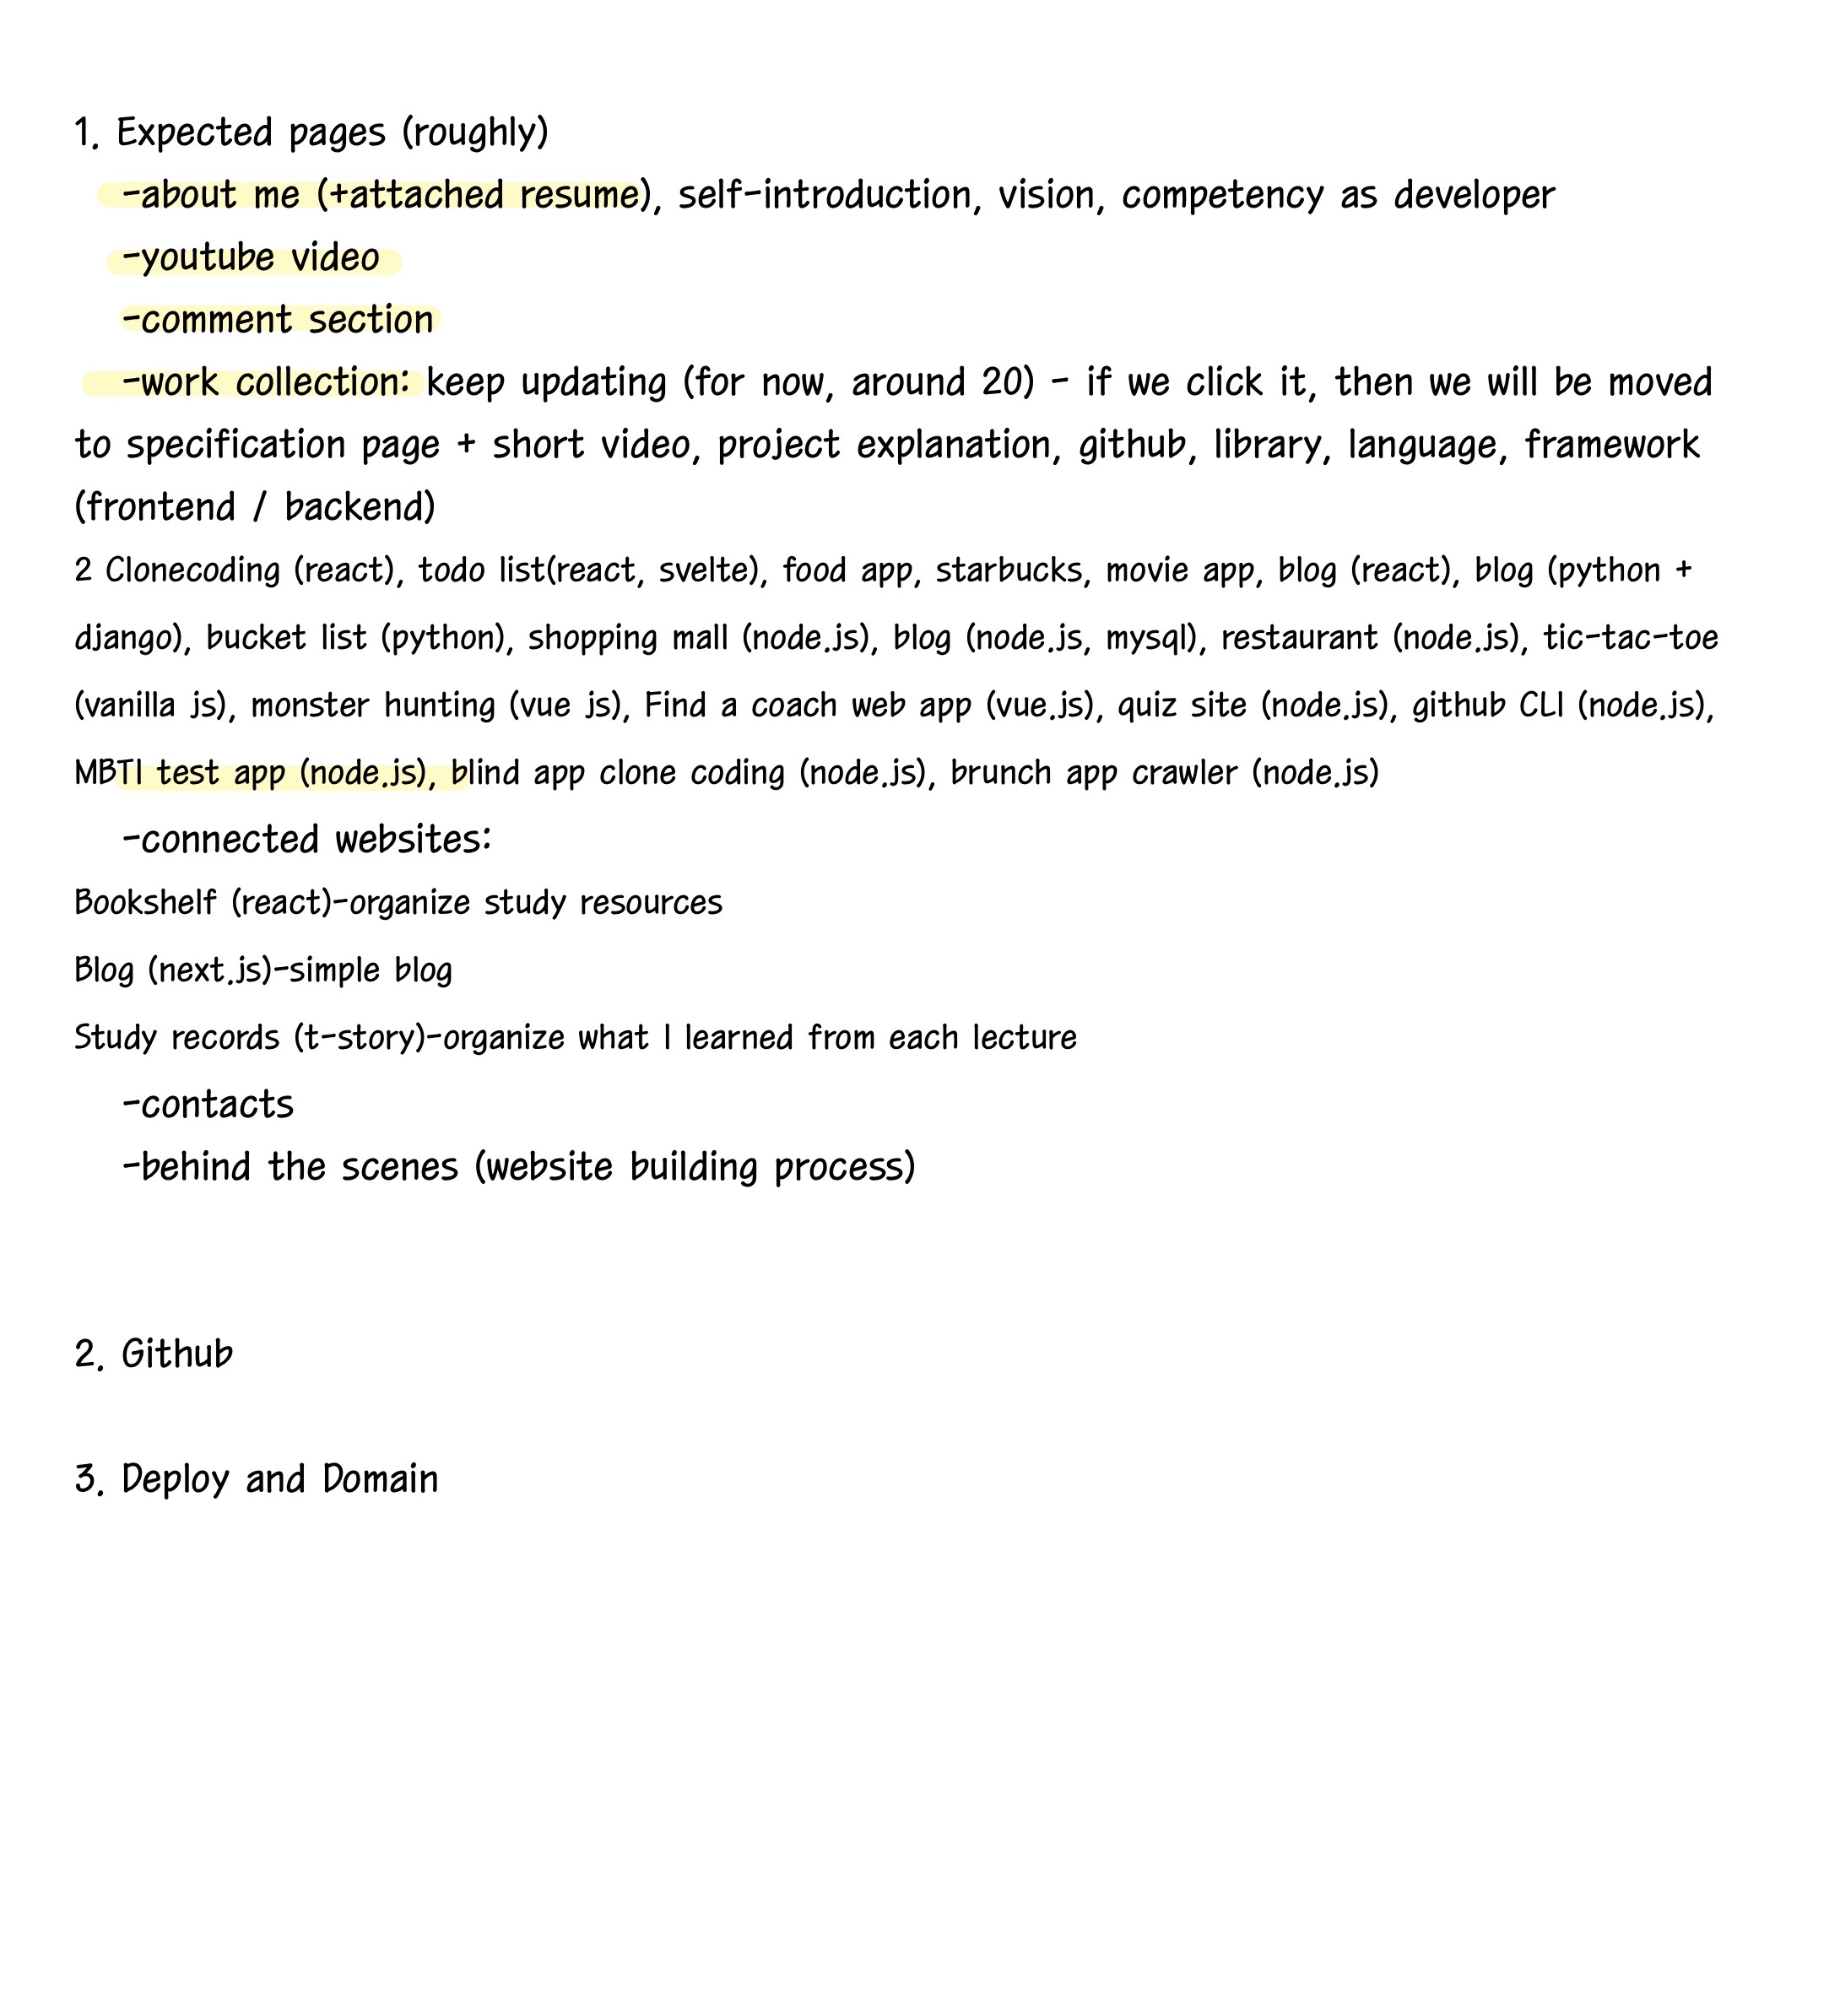 1. Expected pages (roughly)
-about me (+attached resume), self-introduction, vision, competency as developer
-youtube video
-comment section
-work collection: keep updating (for now, around 20) - if we click it, then we will be moved
to specification page + short video, project explanation, github, library, language, framework
(frontend / backend)
2 Clonecoding (react), todo list(react, svelte), food app, starbucks, movie app, blog (react), blog (python +
django), bucket list (python), shopping mall (node.js), blog (node.js, mysql), restaurant (node.js), tic-tac-toe
(vanilla js), monster hunting (vue js), Find a coach web app (vue.js), quiz site (node.js), github CLI (node.js),
MBTI test app (node.js), blind app clone coding (node.js), brunch app crawler (node.js)
-connected websites:
Bookshelf (react)-organize study resources
Blog (next.js)-simple blog
Study records (t-story)-organize what I learned from each lecture
-contacts
-behind the scenes (website building process)
2. Github
3. Deploy and Domain